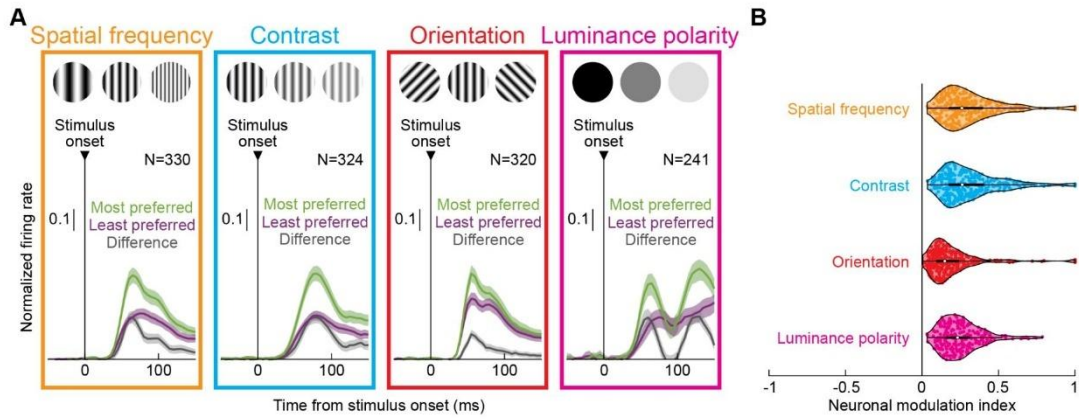 A
Spatial frequency
Contrast
Orientation
Luminance polarity
Stimulus
onset
N=330
Most preferred
Least preferred
Difference
0.1
0
100
Stimulus
onset
N=324
Most preferred
Least preferred
Difference
0.1
0
100
Stimulus
onset
N=320
Most preferred
Least preferred
Difference
0.1
0
100
Stimulus
onset
N=241
Most preferred
Least preferred
Difference
0.1
0
100
Normalized firing rate
Time from stimulus onset (ms)
B
Spatial frequency
Contrast
Orientation
Luminance polarity
-1
-0.5
0
0.5
1
Neuronal modulation index